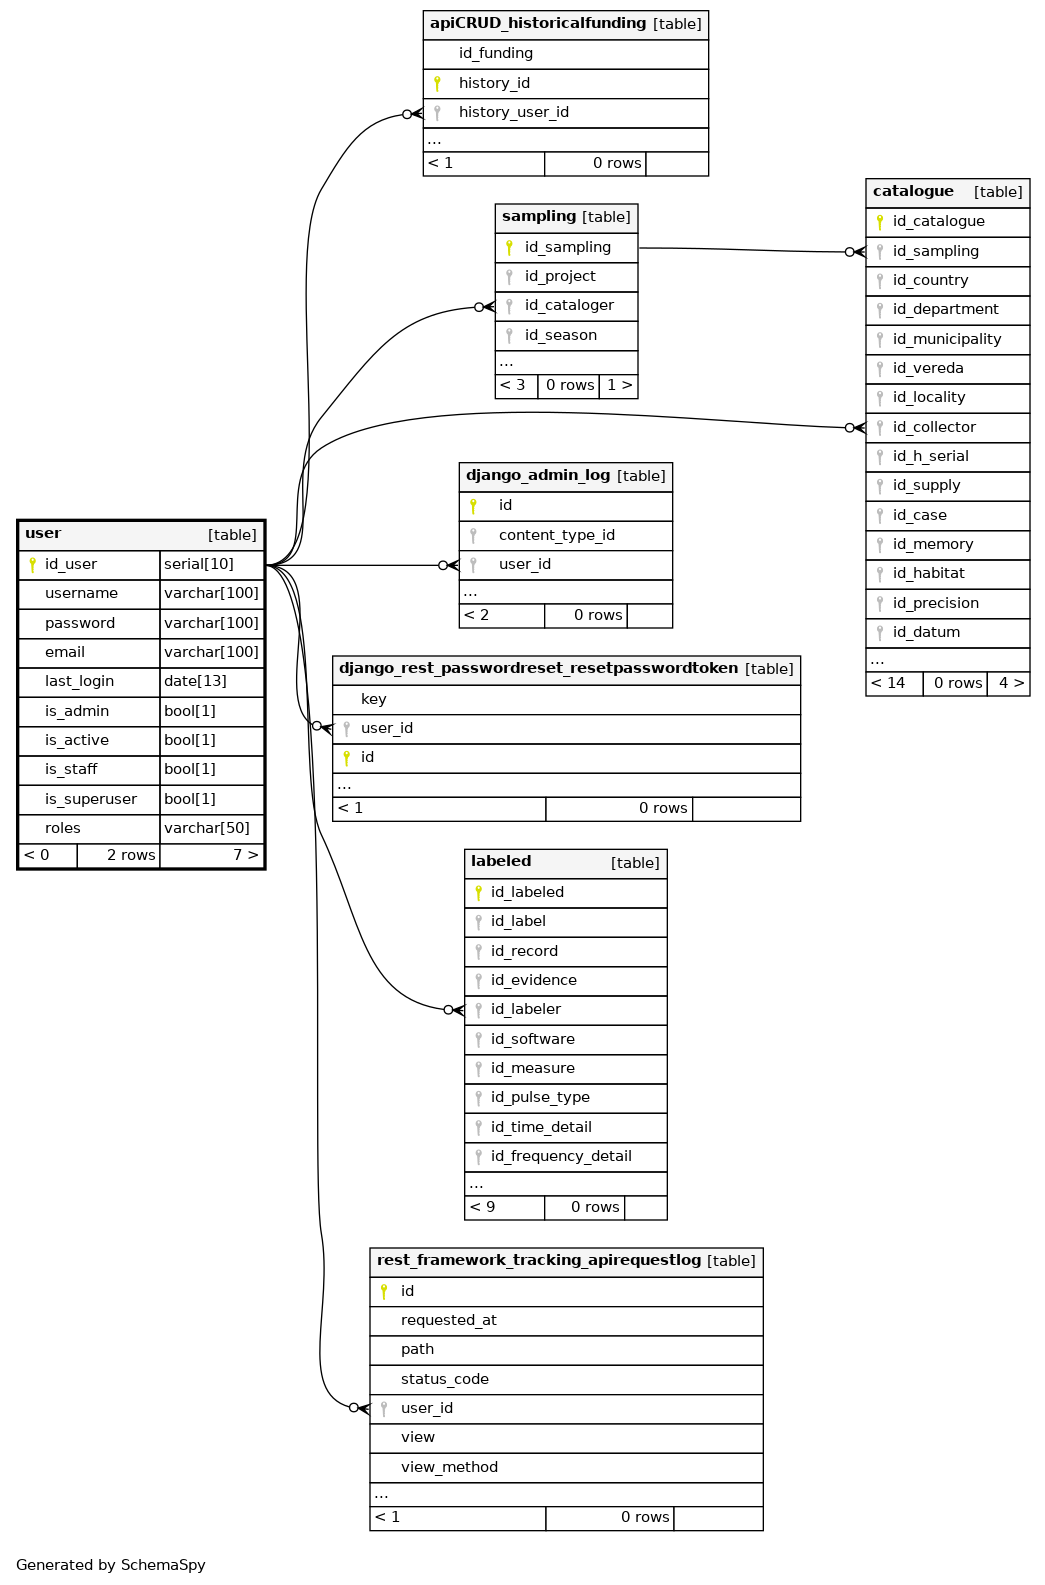 apiCRUD_historicalfunding [table]
id_funding
history_id
history_user_id
...
< 1 0 rows
sampling [table]
id_sampling
id_project
id_cataloger
id_season
...
< 3 0 rows 1 >
catalogue [table]
id_catalogue
id_sampling
id_country
id_department
id_municipality
id_vereda
id_locality
id_collector
id_h_serial
id_supply
id_case
id_memory
id_habitat
id_precision
id_datum
...
< 14 0 rows 4 >
django_admin_log [table]
id
content_type_id
user_id
...
< 2 0 rows
user [table]
id_user serial[10]
username varchar[100]
password varchar[100]
email varchar[100]
last_login date[13]
is_admin bool[1]
is_active bool[1]
is_staff bool[1]
is_superuser bool[1]
roles varchar[50]
< 0 2 rows 7 >
django_rest_passwordreset_resetpasswordtoken [table]
key
user_id
id
...
< 1 0 rows
labeled [table]
id_labeled
id_label
id_record
id_evidence
id_labeler
id_software
id_measure
id_pulse_type
id_time_detail
id_frequency_detail
...
< 9 0 rows
rest_framework_tracking_apirequestlog [table]
id
requested_at
path
status_code
user_id
view
view_method
...
< 1 0 rows
Generated by SchemaSpy